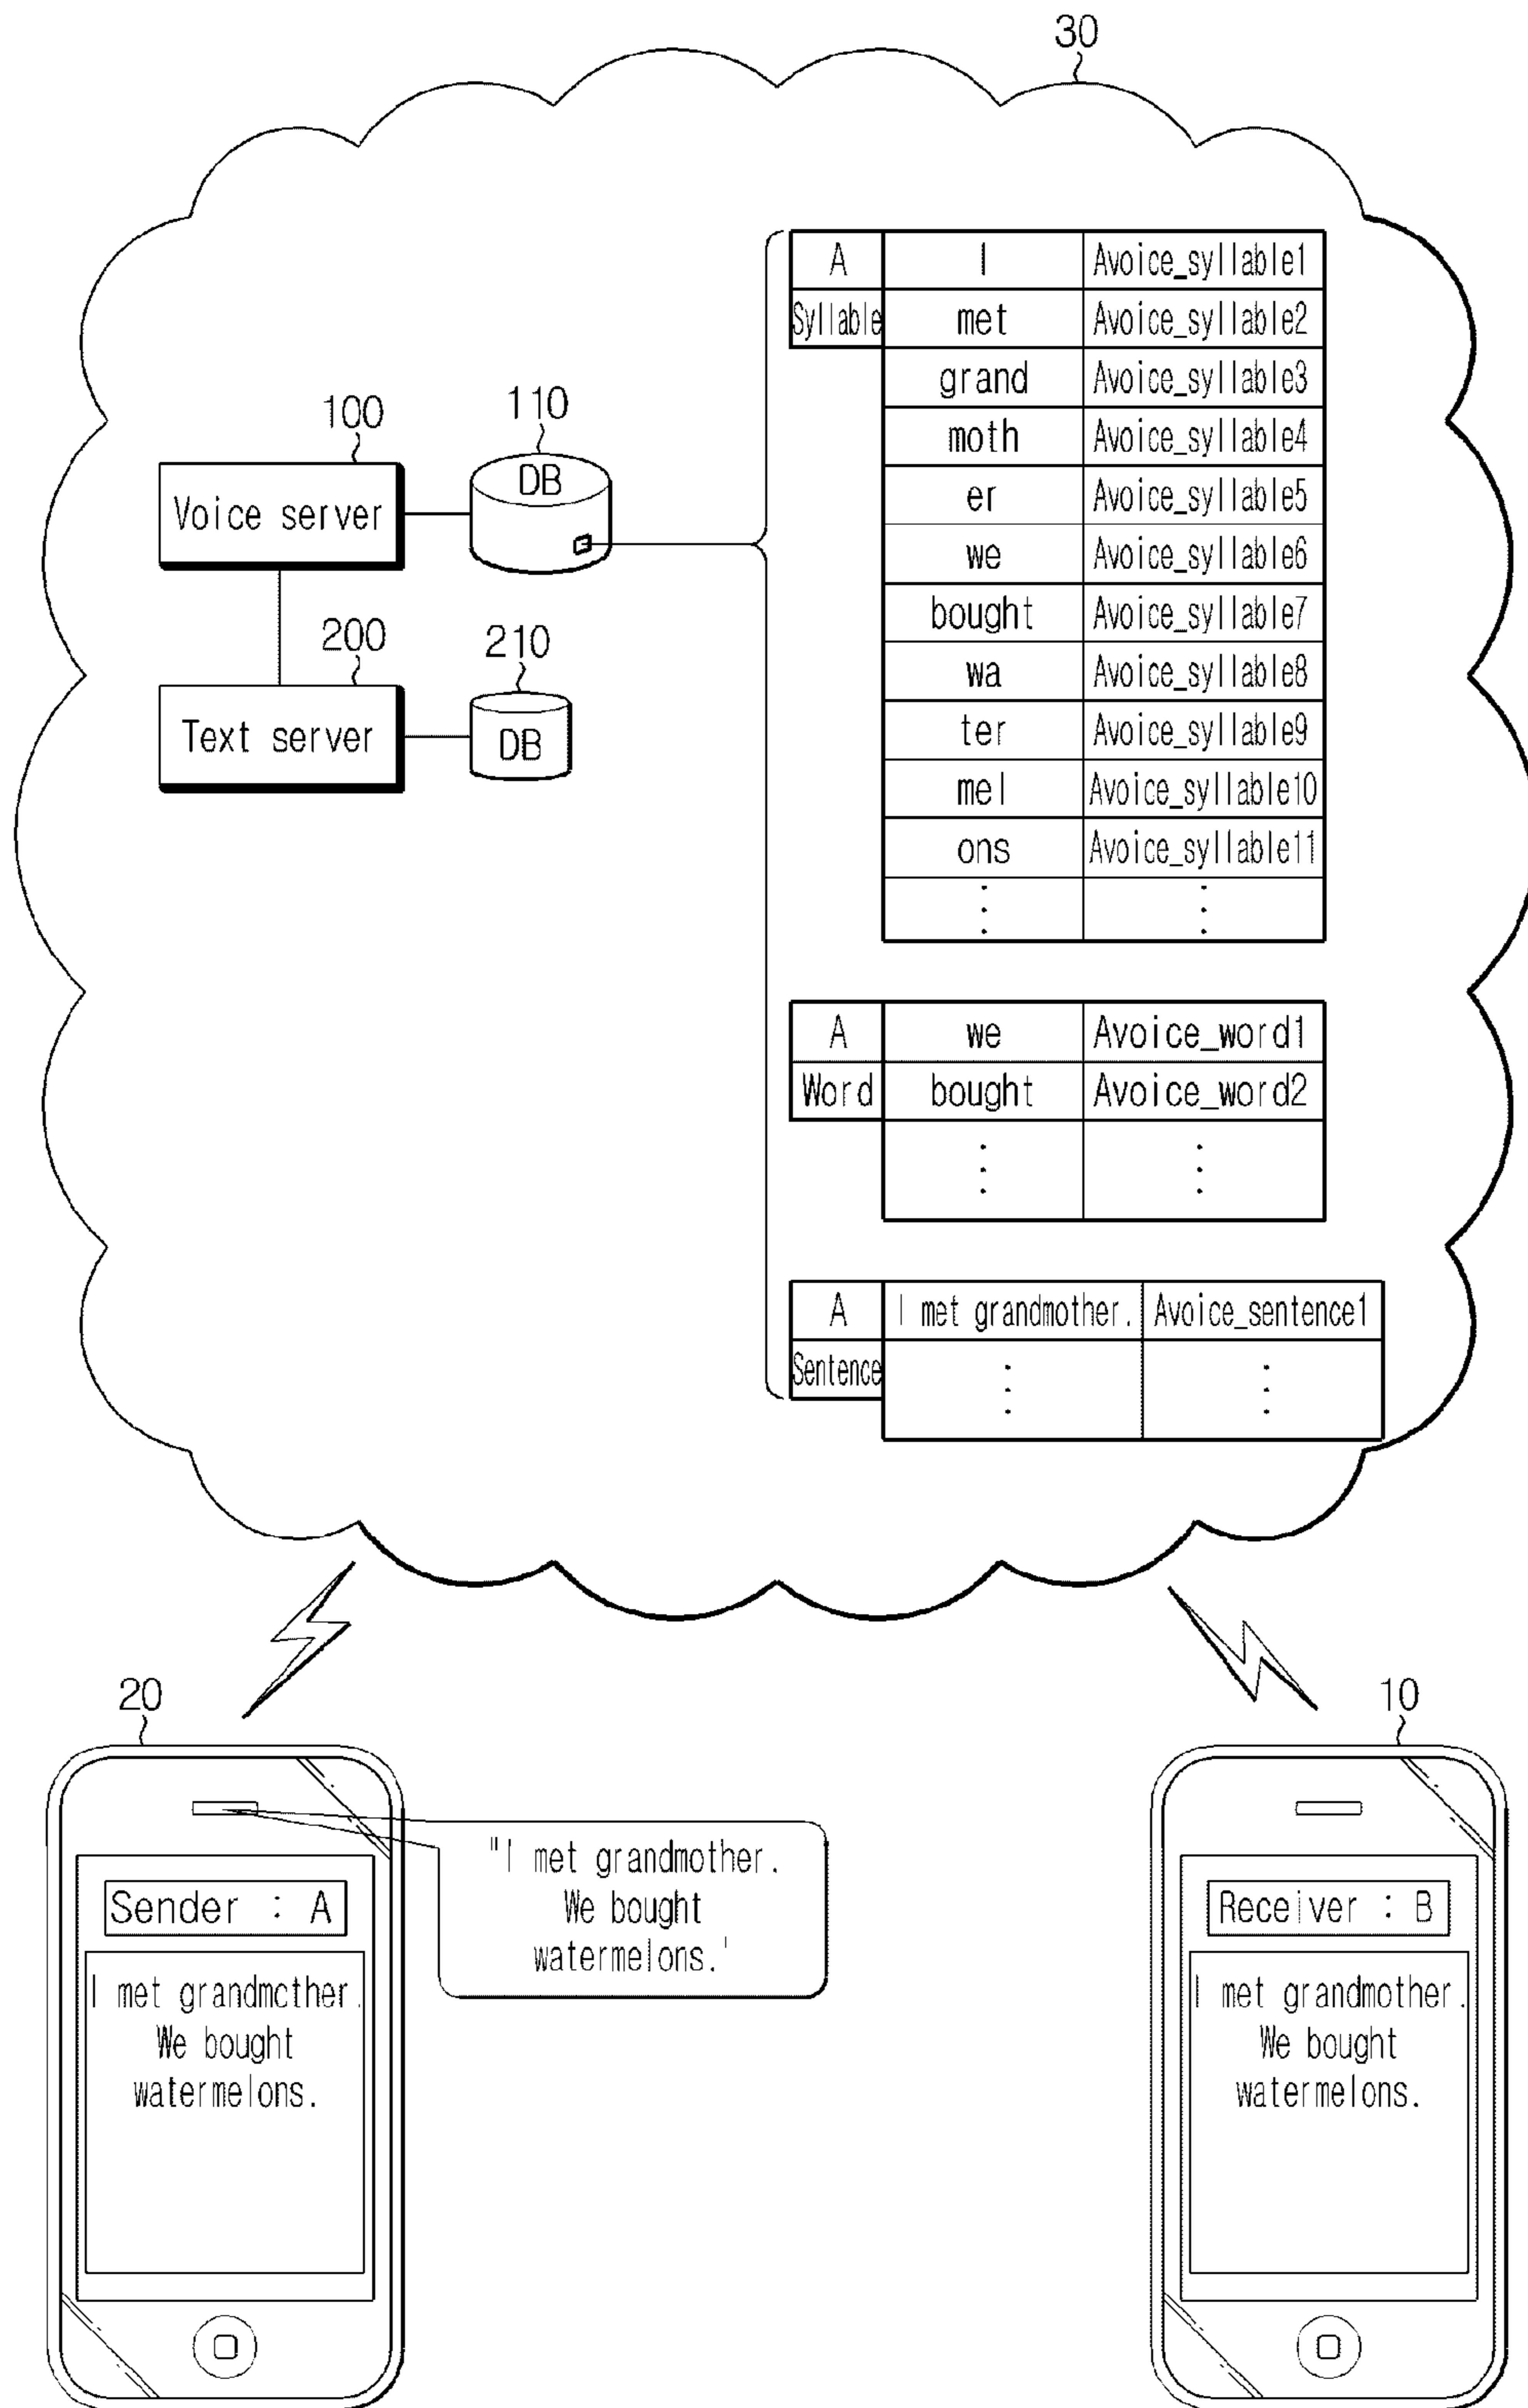 30
A I Avoice_syllable1
Syllable met Avoice_syllable2
grand Avoice_syllable3
moth Avoice_syllable4
er Avoice_syllable5
we Avoice_syllable6
bought Avoice_syllable7
wa Avoice_syllable8
ter Avoice_syllable9
mel Avoice_syllable10
ons Avoice_syllable11
100
110
Voice server
DB
200
210
Text server
DB
A we Avoice_word1
Word bought Avoice_word2
A I met grandmother. Avoice_sentence1
Sentence
20
Sender : A
I met grandmcther.
We bought
watermelons.
"I met grandmother.
We bought
watermelons.'
10
Receiver : B
I met grandmother.
We bought
watermelons.